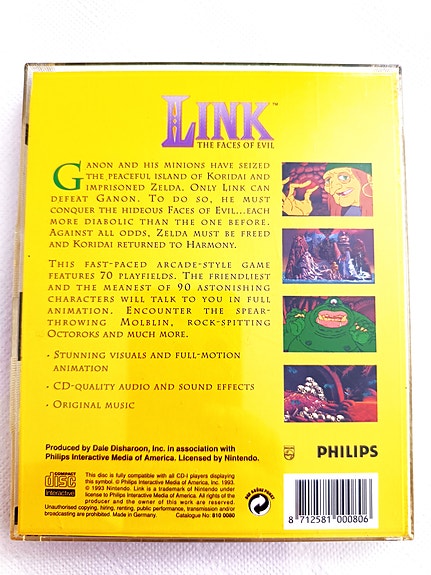 LINK™
THE FACES OF EVIL
GANON AND HIS MINIONS HAVE SEIZED
THE PEACEFUL ISLAND OF KORIDAI AND
IMPRISONED ZELDA. ONLY LINK CAN
DEFEAT GANON. TO DO SO, HE MUST
CONQUER THE HIDEOUS FACES OF EVIL...EACH
MORE DIABOLIC THAN THE ONE BEFORE.
AGAINST ALL ODDS, ZELDA MUST BE FREED
AND KORIDAI RETURNED TO HARMONY.
THIS FAST-PACED ARCADE-STYLE GAME
FEATURES 70 PLAYFIELDS. THE FRIENDLIEST
AND THE MEANEST OF 90 ASTONISHING
CHARACTERS WILL TALK TO YOU IN FULL
ANIMATION. ENCOUNTER THE SPEAR-
THROWING MOLBLIN, ROCK-SPITTING
OCTOROKS AND MUCH MORE.
· STUNNING VISUALS AND FULL-MOTION
ANIMATION
· CD-QUALITY AUDIO AND SOUND EFFECTS
· ORIGINAL MUSIC
Produced by Dale Disharoon, Inc. in association with
Philips Interactive Media of America. Licensed by Nintendo.
PHILIPS
COMPACT
disc
Interactive
This disc is fully compatible with all CD-I players displaying
this symbol. © Philips Interactive Media of America, Inc. 1993.
© 1993 Nintendo. Link is a trademark of Nintendo under
license to Philips Interactive Media of America. All rights of the
producer and of the owner of this work are reserved.
Unauthorised copying, hiring, renting, public performance, transmission and/or
broadcasting are prohibited. Made in Germany. Catalogue No: 810 0080
DER GRÜNE PUNKT
8 712581 000806